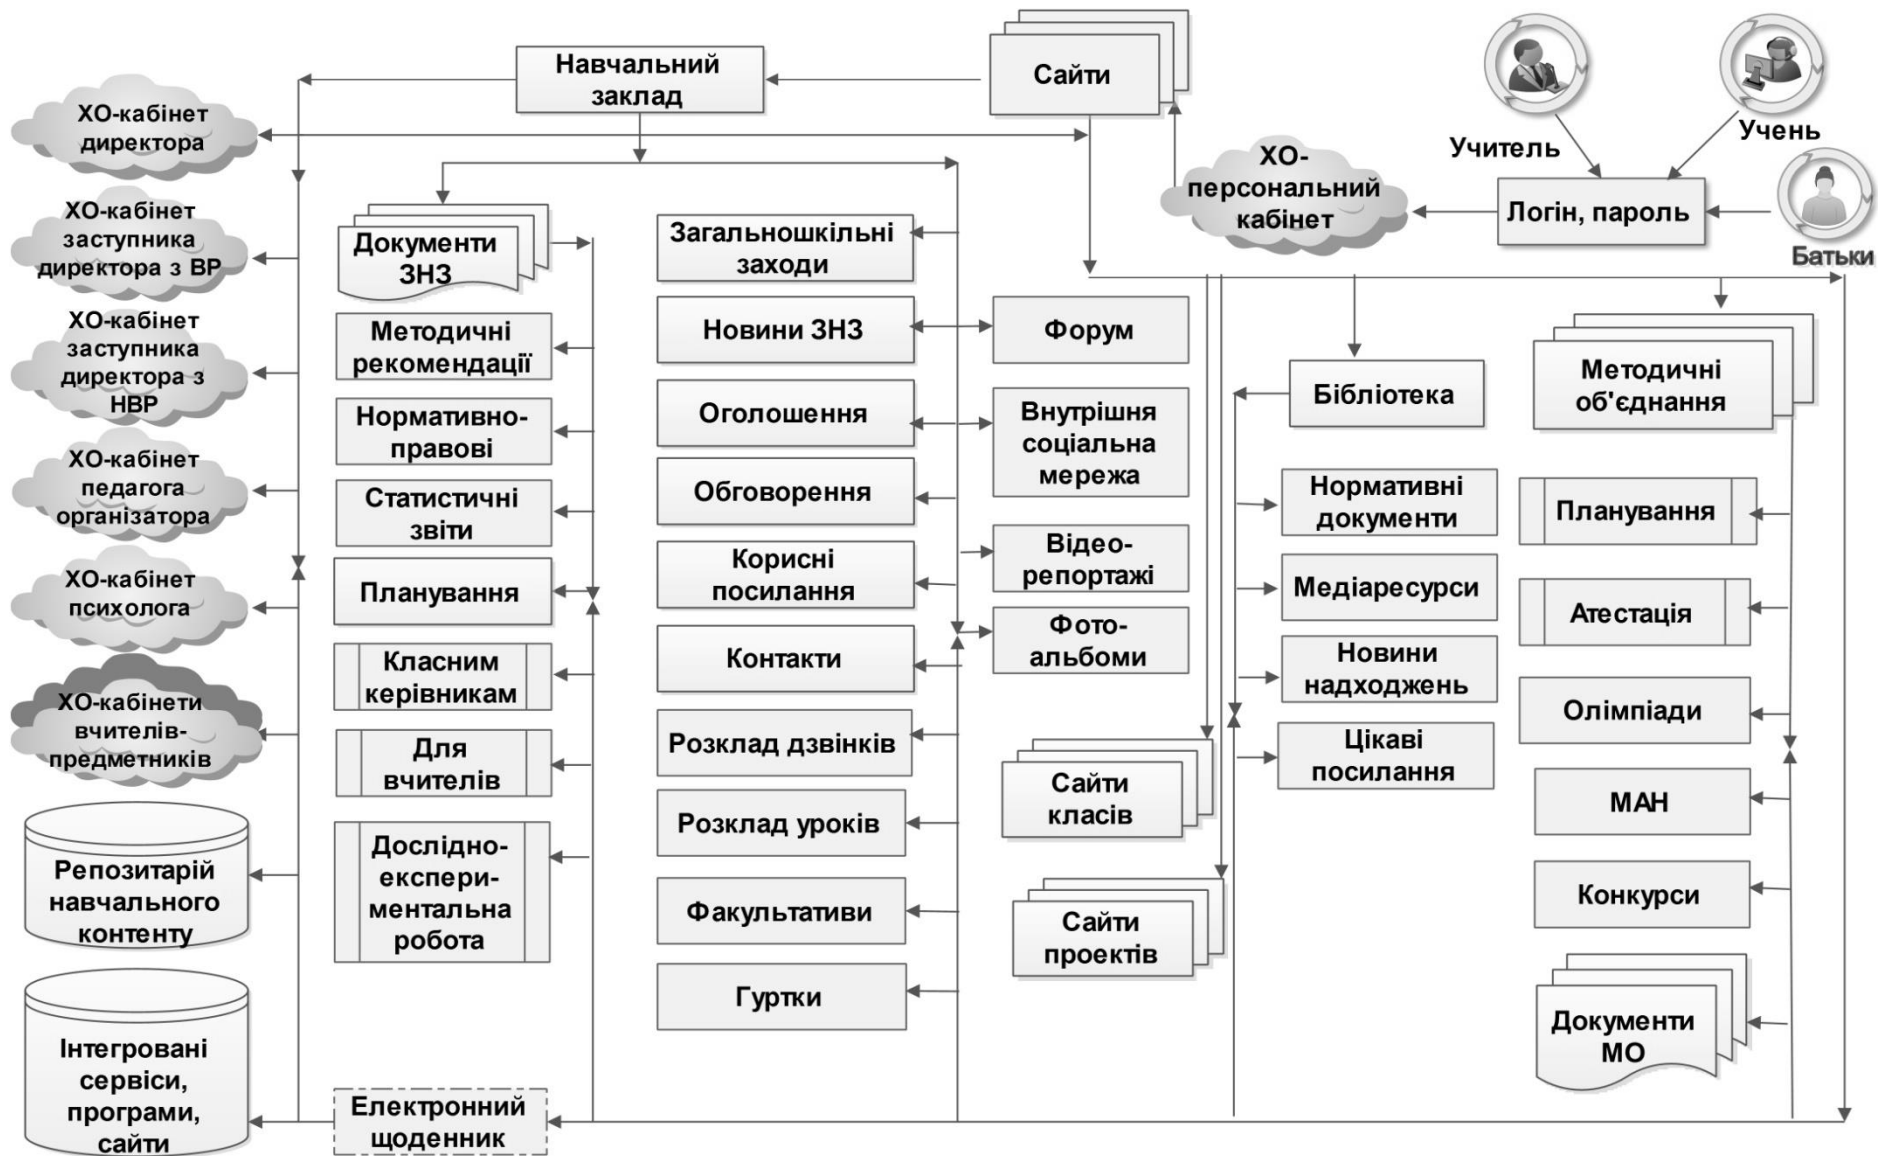 Навчальний
заклад
Сайти
Учитель
Учень
Батьки
Логін, пароль
ХО-
персональний
кабінет
ХО-кабінет
директора
ХО-кабінет
заступника
директора з ВР
ХО-кабінет
заступника
директора з
НВР
ХО-кабінет
педагога
організатора
ХО-кабінет
психолога
ХО-кабінети
вчителів-
предметників
Репозитарій
навчального
контенту
Інтегровані
сервіси,
програми,
сайти
Документи
ЗНЗ
Методичні
рекомендації
Нормативно-
правові
Статистичні
звіти
Планування
Класним
керівникам
Для
вчителів
Дослідно-
експери-
ментальна
робота
Електронний
щоденник
Загальношкільні
заходи
Новини ЗНЗ
Оголошення
Обговорення
Корисні
посилання
Контакти
Розклад дзвінків
Розклад уроків
Факультативи
Гуртки
Форум
Внутрішня
соціальна
мережа
Відео-
репортажі
Фото-
альбоми
Сайти
класів
Сайти
проектів
Бібліотека
Нормативні
документи
Медіаресурси
Новини
надходжень
Цікаві
посилання
Методичні
об'єднання
Планування
Атестація
Олімпіади
МАН
Конкурси
Документи
МО